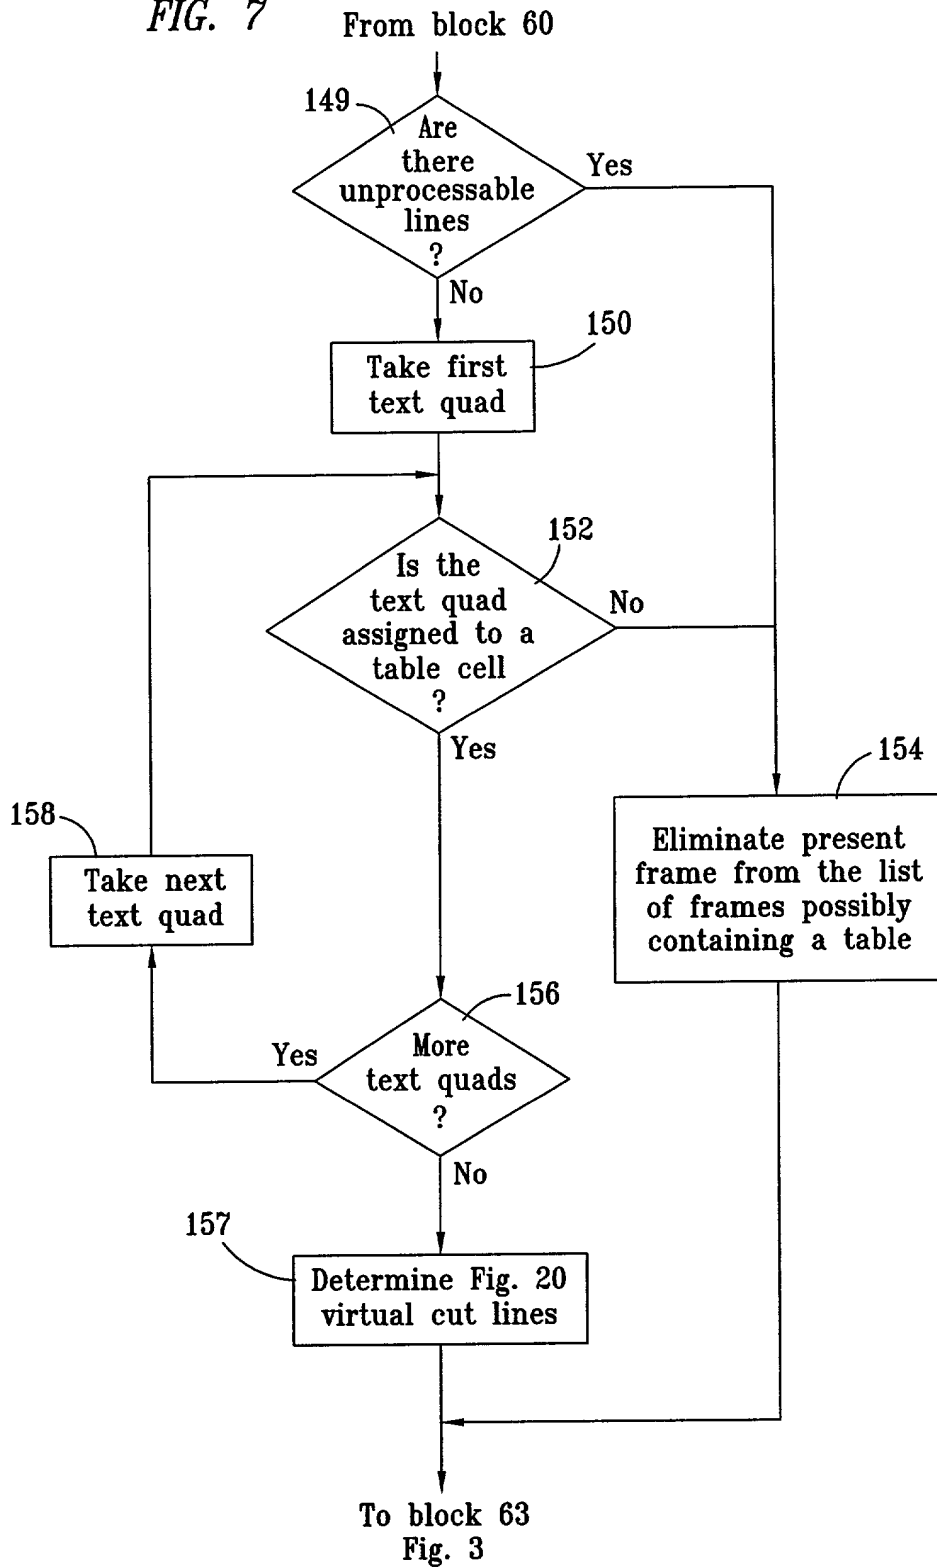 FIG. 7
From block 60
149
Are
there
unprocessable
lines
?
Yes
No
150
Take first
text quad
152
Is the
text quad
assigned to a
table cell
?
No
Yes
154
Eliminate present
frame from the list
of frames possibly
containing a table
158
Take next
text quad
156
More
text quads
?
Yes
No
157
Determine Fig. 20
virtual cut lines
To block 63
Fig. 3